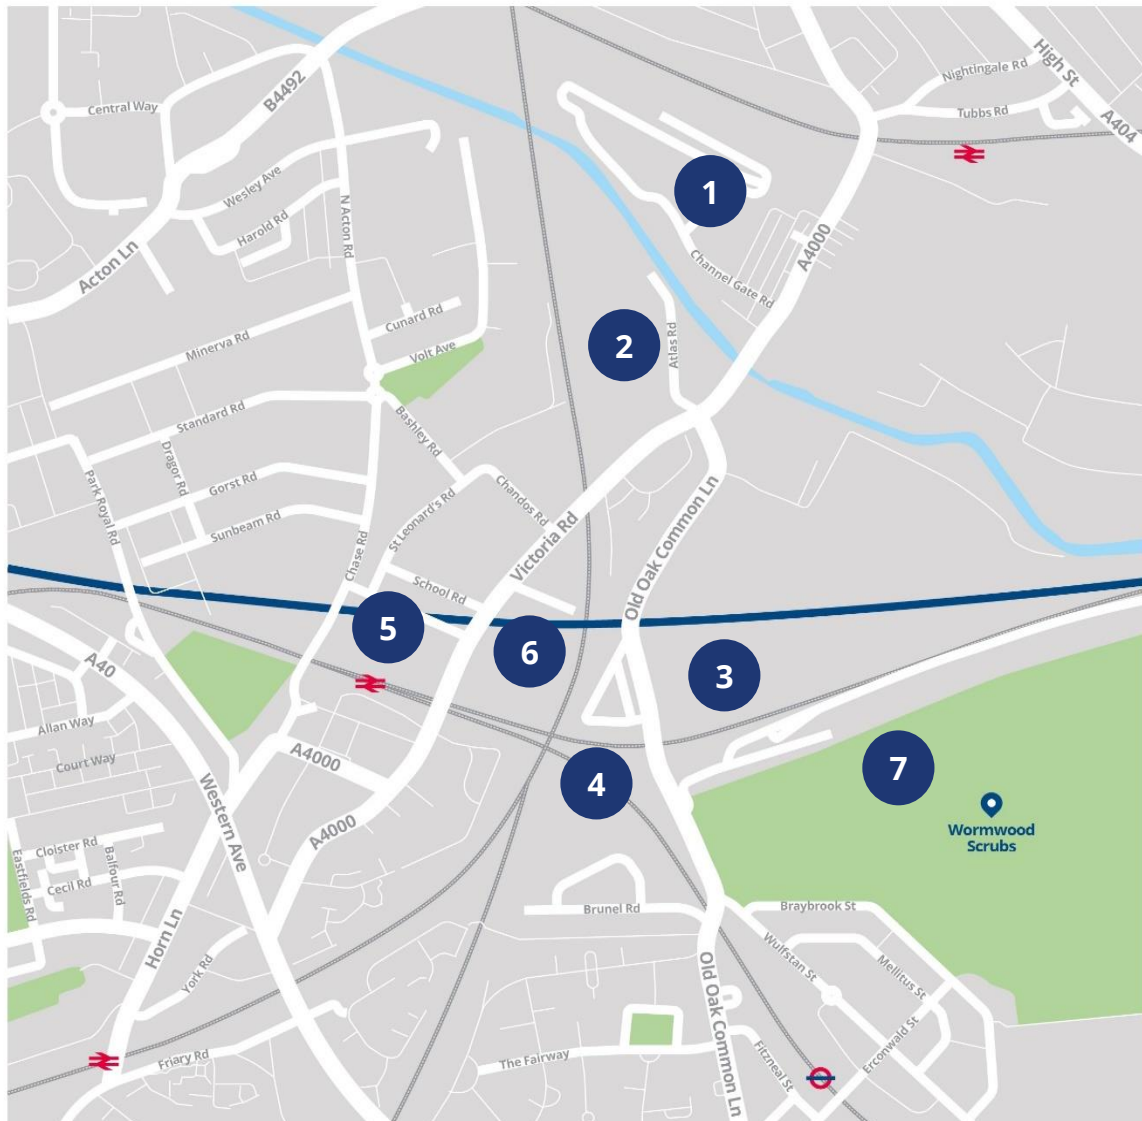 High St
Nightingale Rd
Tubbs Rd
A404
B4492
Central Way
Wesley Ave
Harold Rd
N Acton Rd
1
A4000
Acton Ln
Channel Gate Rd
Cunard Rd
Minerva Rd
Volt Ave
2
Atlas Rd
Standard Rd
Bashley Rd
Dragor Rd
Park Royal Rd
Gorst Rd
Sunbeam Rd
St Leonard's Rd
Chandos Rd
Victoria Rd
Old Oak Common Ln
Chase Rd
School Rd
5
6
3
A40
Allan Way
Court Way
A4000
4
7
Western Ave
A4000
Wormwood
Scrubs
Cloister Rd
Balfour Rd
Cecil Rd
Eastfields Rd
Horn Ln
York Rd
Brunel Rd
Braybrook St
Wulfstan St
Mellitus St
Old Oak Common Ln
Erconwald St
Fitzneal St
The Fairway
Friary Rd